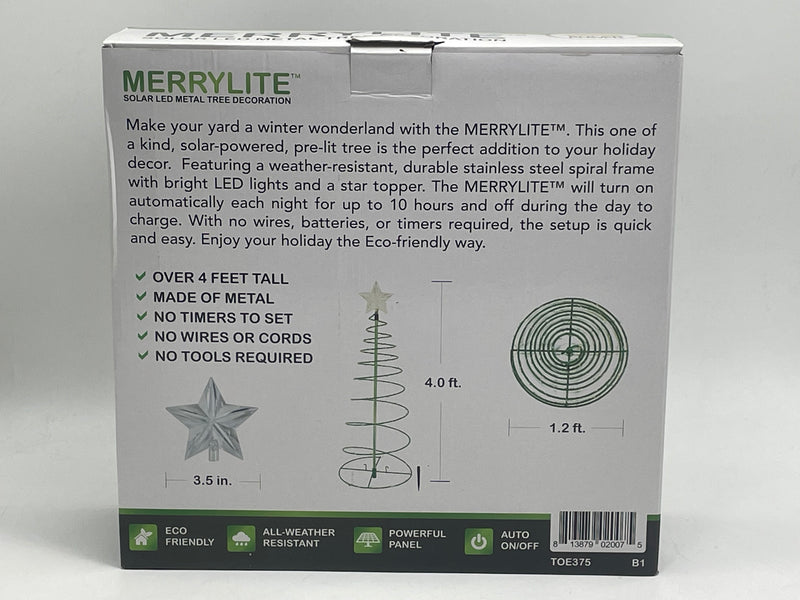 MERRYLITE™
SOLAR LED METAL TREE DECORATION
Make your yard a winter wonderland with the MERRYLITE™. This one of
a kind, solar-powered, pre-lit tree is the perfect addition to your holiday
decor. Featuring a weather-resistant, durable stainless steel spiral frame
with bright LED lights and a star topper. The MERRYLITE™ will turn on
automatically each night for up to 10 hours and off during the day to
charge. With no wires, batteries, or timers required, the setup is quick
and easy. Enjoy your holiday the Eco-friendly way.
OVER 4 FEET TALL
MADE OF METAL
NO TIMERS TO SET
NO WIRES OR CORDS
NO TOOLS REQUIRED
4.0 ft.
1.2 ft.
3.5 in.
ECO
FRIENDLY
ALL-WEATHER
RESISTANT
POWERFUL
PANEL
AUTO
ON/OFF
8 13879 02007 5
TOE375 B1